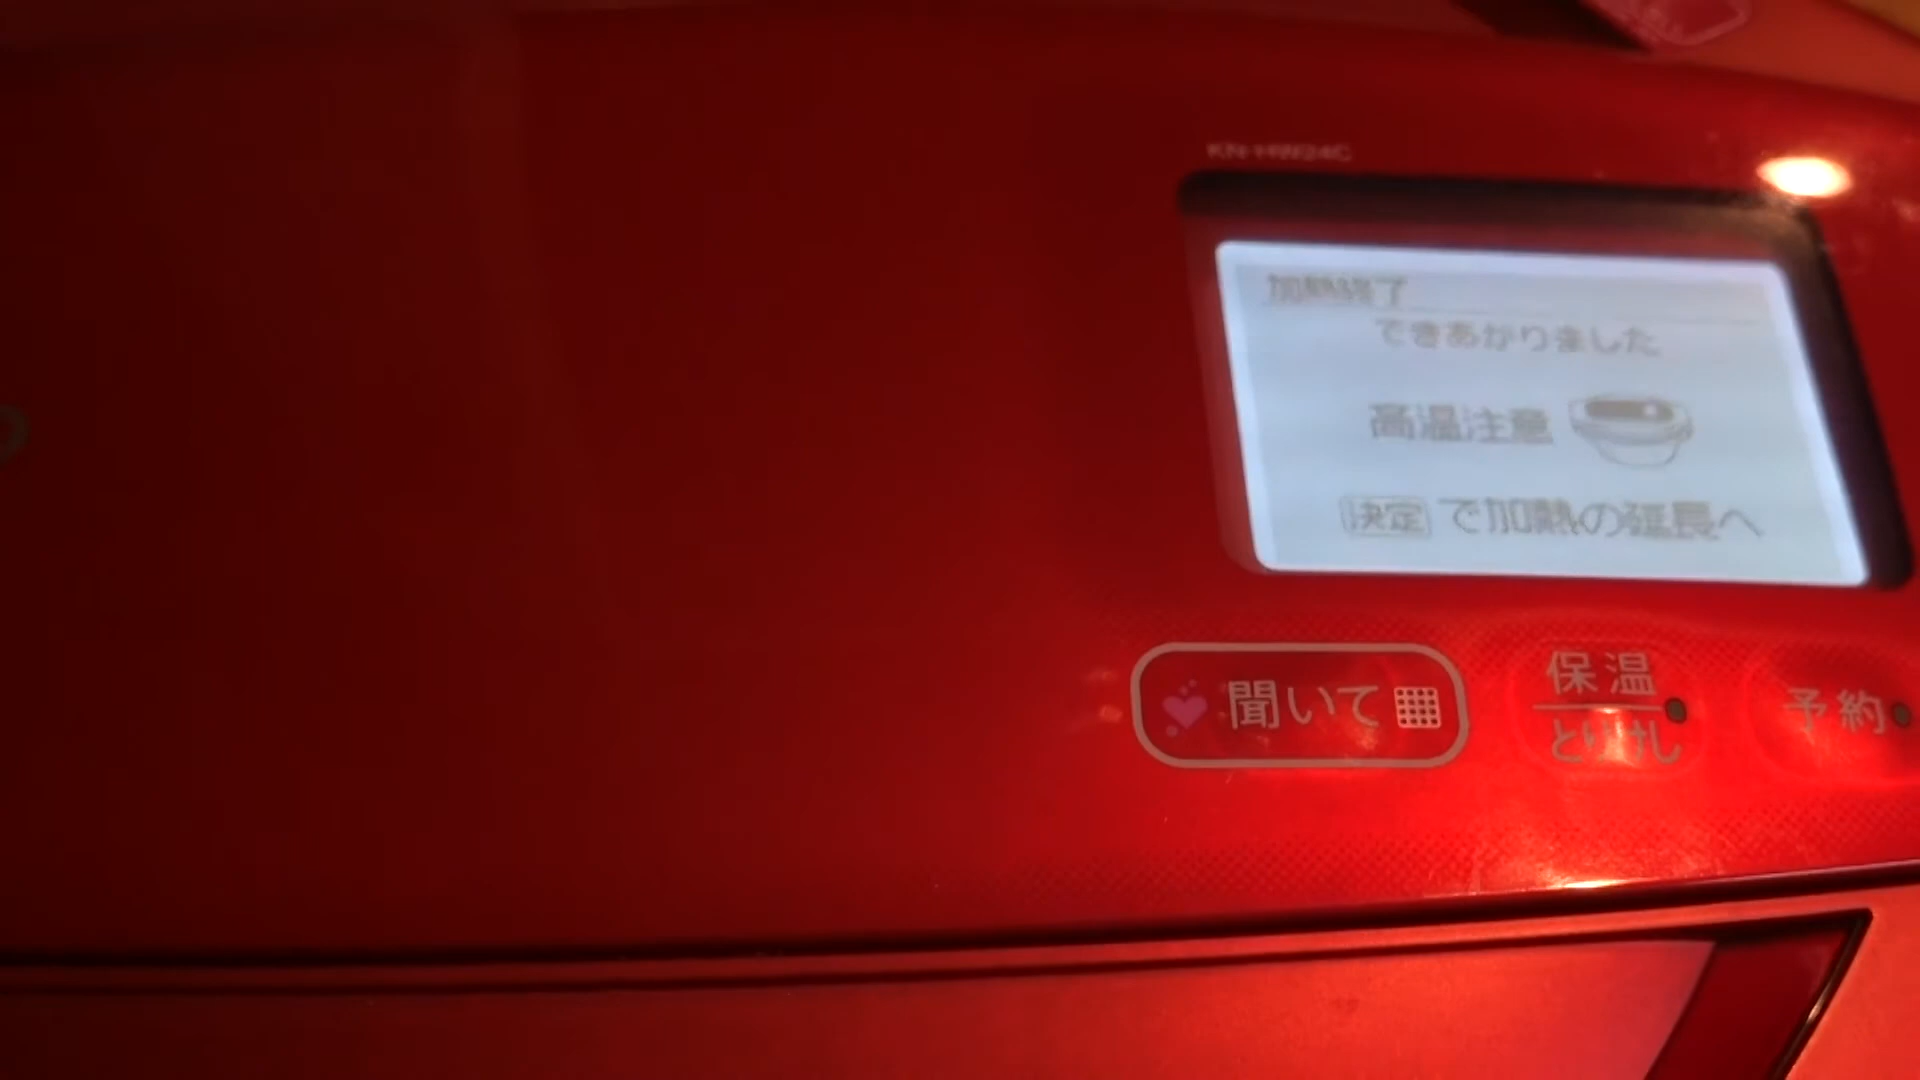 KN-HW24C
加熱終了
できあがりました
高温注意
決定 で加熱の延長へ
聞いて
保温
とりけし
予約